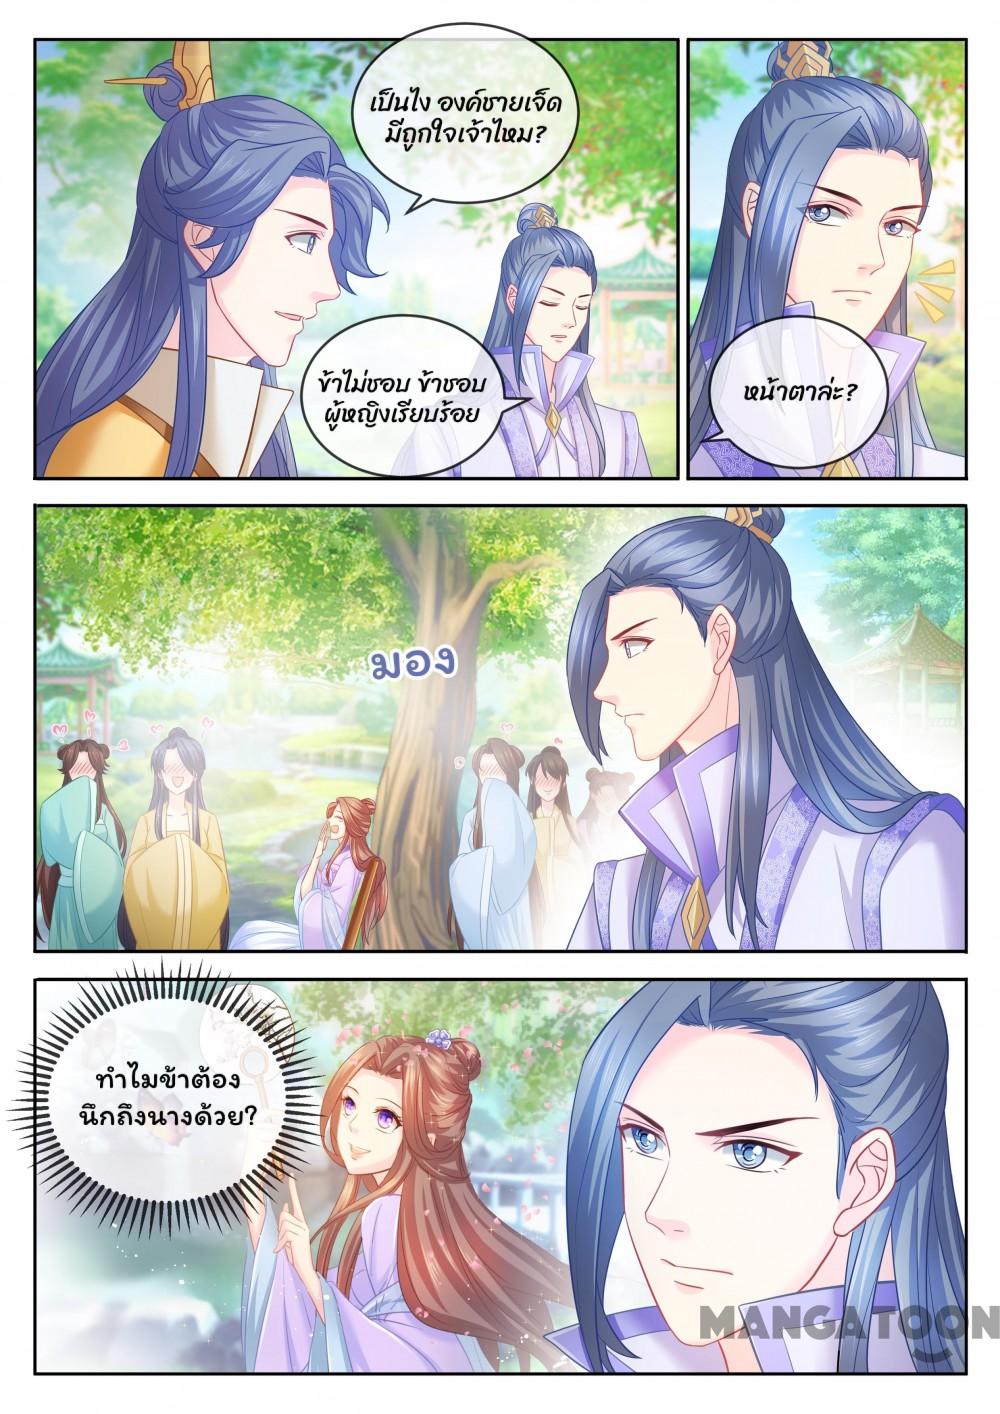 เป็นไง องค์ชายเจ็ด
มีถูกใจเจ้าไหม?
ข้าไม่ชอบ ข้าชอบ
ผู้หญิงเรียบร้อย
หน้าตาล่ะ?
มอง
ทำไมข้าต้อง
นึกถึงนางด้วย?
MANGATOON